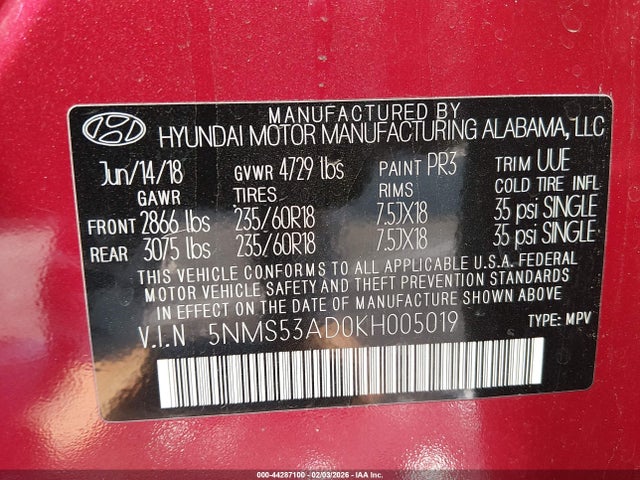 MANUFACTURED BY
HYUNDAI MOTOR MANUFACTURING ALABAMA, LLC
Jun/14/18 GVWR 4729 lbs PAINT PR3 TRIM UUE
GAWR TIRES RIMS COLD TIRE INFL
FRONT 2866 lbs 235/60R18 7.5JX18 35 psi SINGLE
REAR 3075 lbs 235/60R18 7.5JX18 35 psi SINGLE
THIS VEHICLE CONFORMS TO ALL APPLICABLE U.S.A. FEDERAL
MOTOR VEHICLE SAFETY AND THEFT PREVENTION STANDARDS
IN EFFECT ON THE DATE OF MANUFACTURE SHOWN ABOVE.
V.I.N 5NMS53AD0KH005019 TYPE: MPV
000-44287100 - 02/03/2026 - IAA, Inc.